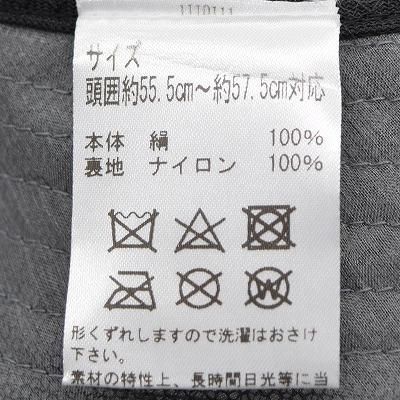 サイズ
頭囲約55.5cm〜約57.5cm対応
本体 絹 100%
裏地 ナイロン 100%
形くずれしますので洗濯はおさけ
下さい。
素材の特性上、長時間日光等に当